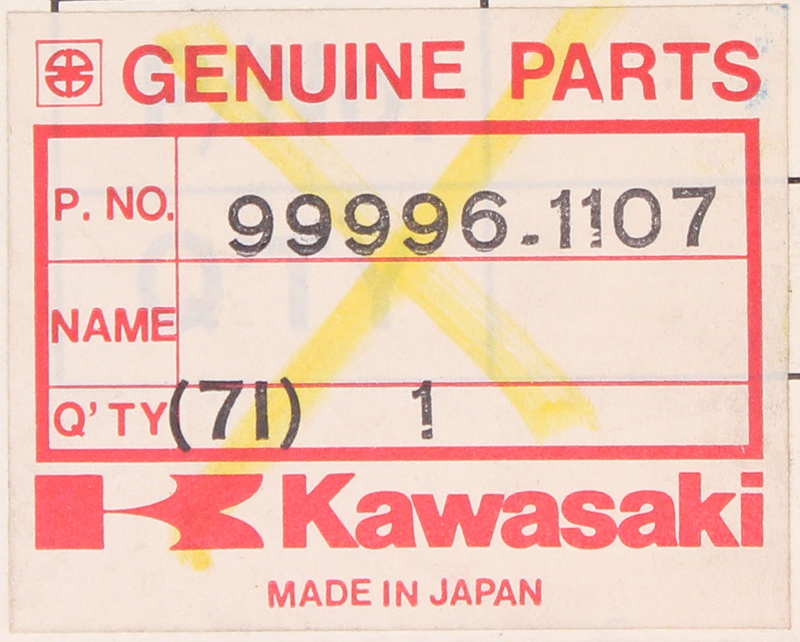 GENUINE PARTS
P. NO. 99996-1107
NAME
Q'TY (71) 1
Kawasaki
MADE IN JAPAN